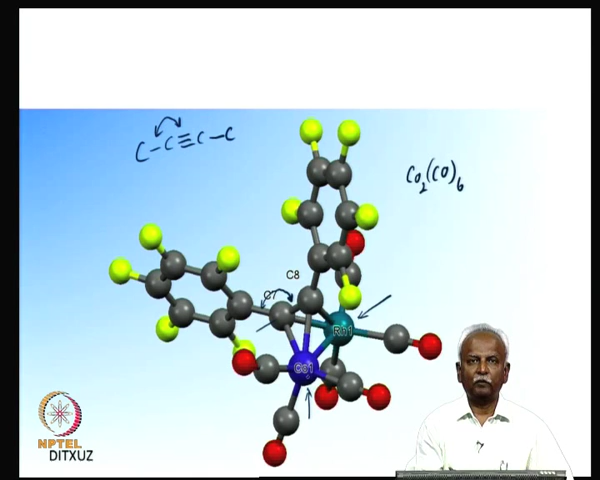 C-C≡C-C
Co₂(CO)₆
C8
C7
Rh1
Co1
NPTEL
DITXUZ